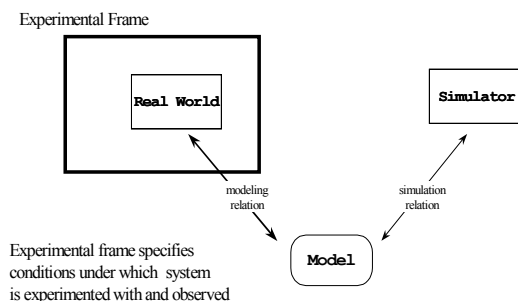 Experimental Frame
Real World
Simulator
modeling
relation
simulation
relation
Model
Experimental frame specifies
conditions under which system
is experimented with and observed